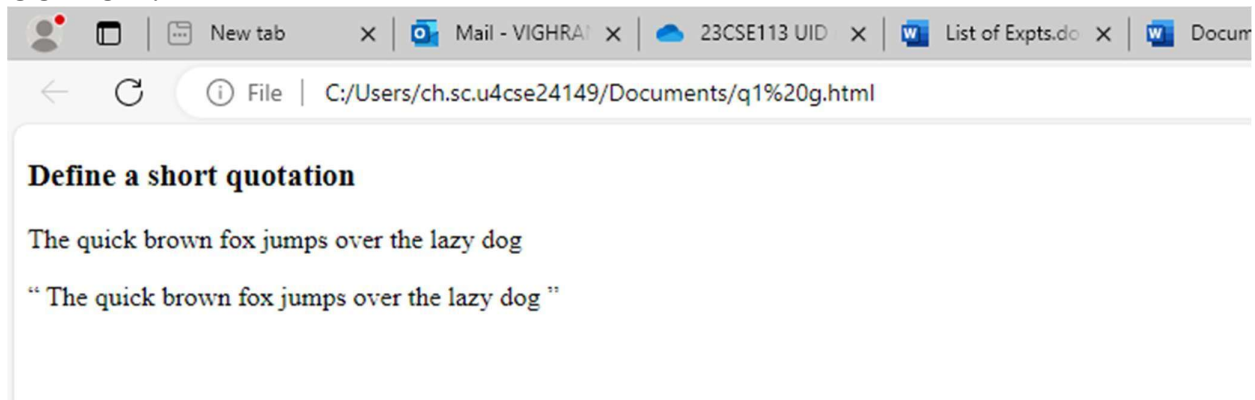 New tab Mail - VIGHRA 23CSE113 UID List of Expts.do Docum
File C:/Users/ch.sc.u4cse24149/Documents/q1%20g.html
Define a short quotation
The quick brown fox jumps over the lazy dog
“ The quick brown fox jumps over the lazy dog ”